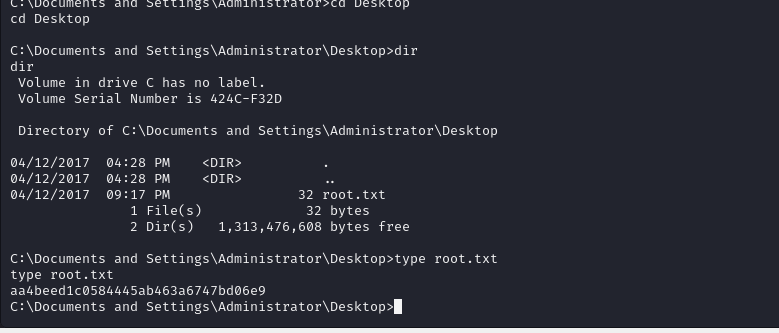 C:\Documents and Settings\Administrator>cd Desktop
cd Desktop

C:\Documents and Settings\Administrator\Desktop>dir
dir
 Volume in drive C has no label.
 Volume Serial Number is 424C-F32D

 Directory of C:\Documents and Settings\Administrator\Desktop

04/12/2017  04:28 PM    <DIR>          .
04/12/2017  04:28 PM    <DIR>          ..
04/12/2017  09:17 PM                32 root.txt
               1 File(s)             32 bytes
               2 Dir(s)   1,313,476,608 bytes free

C:\Documents and Settings\Administrator\Desktop>type root.txt
type root.txt
aa4beed1c0584445ab463a6747bd06e9
C:\Documents and Settings\Administrator\Desktop>